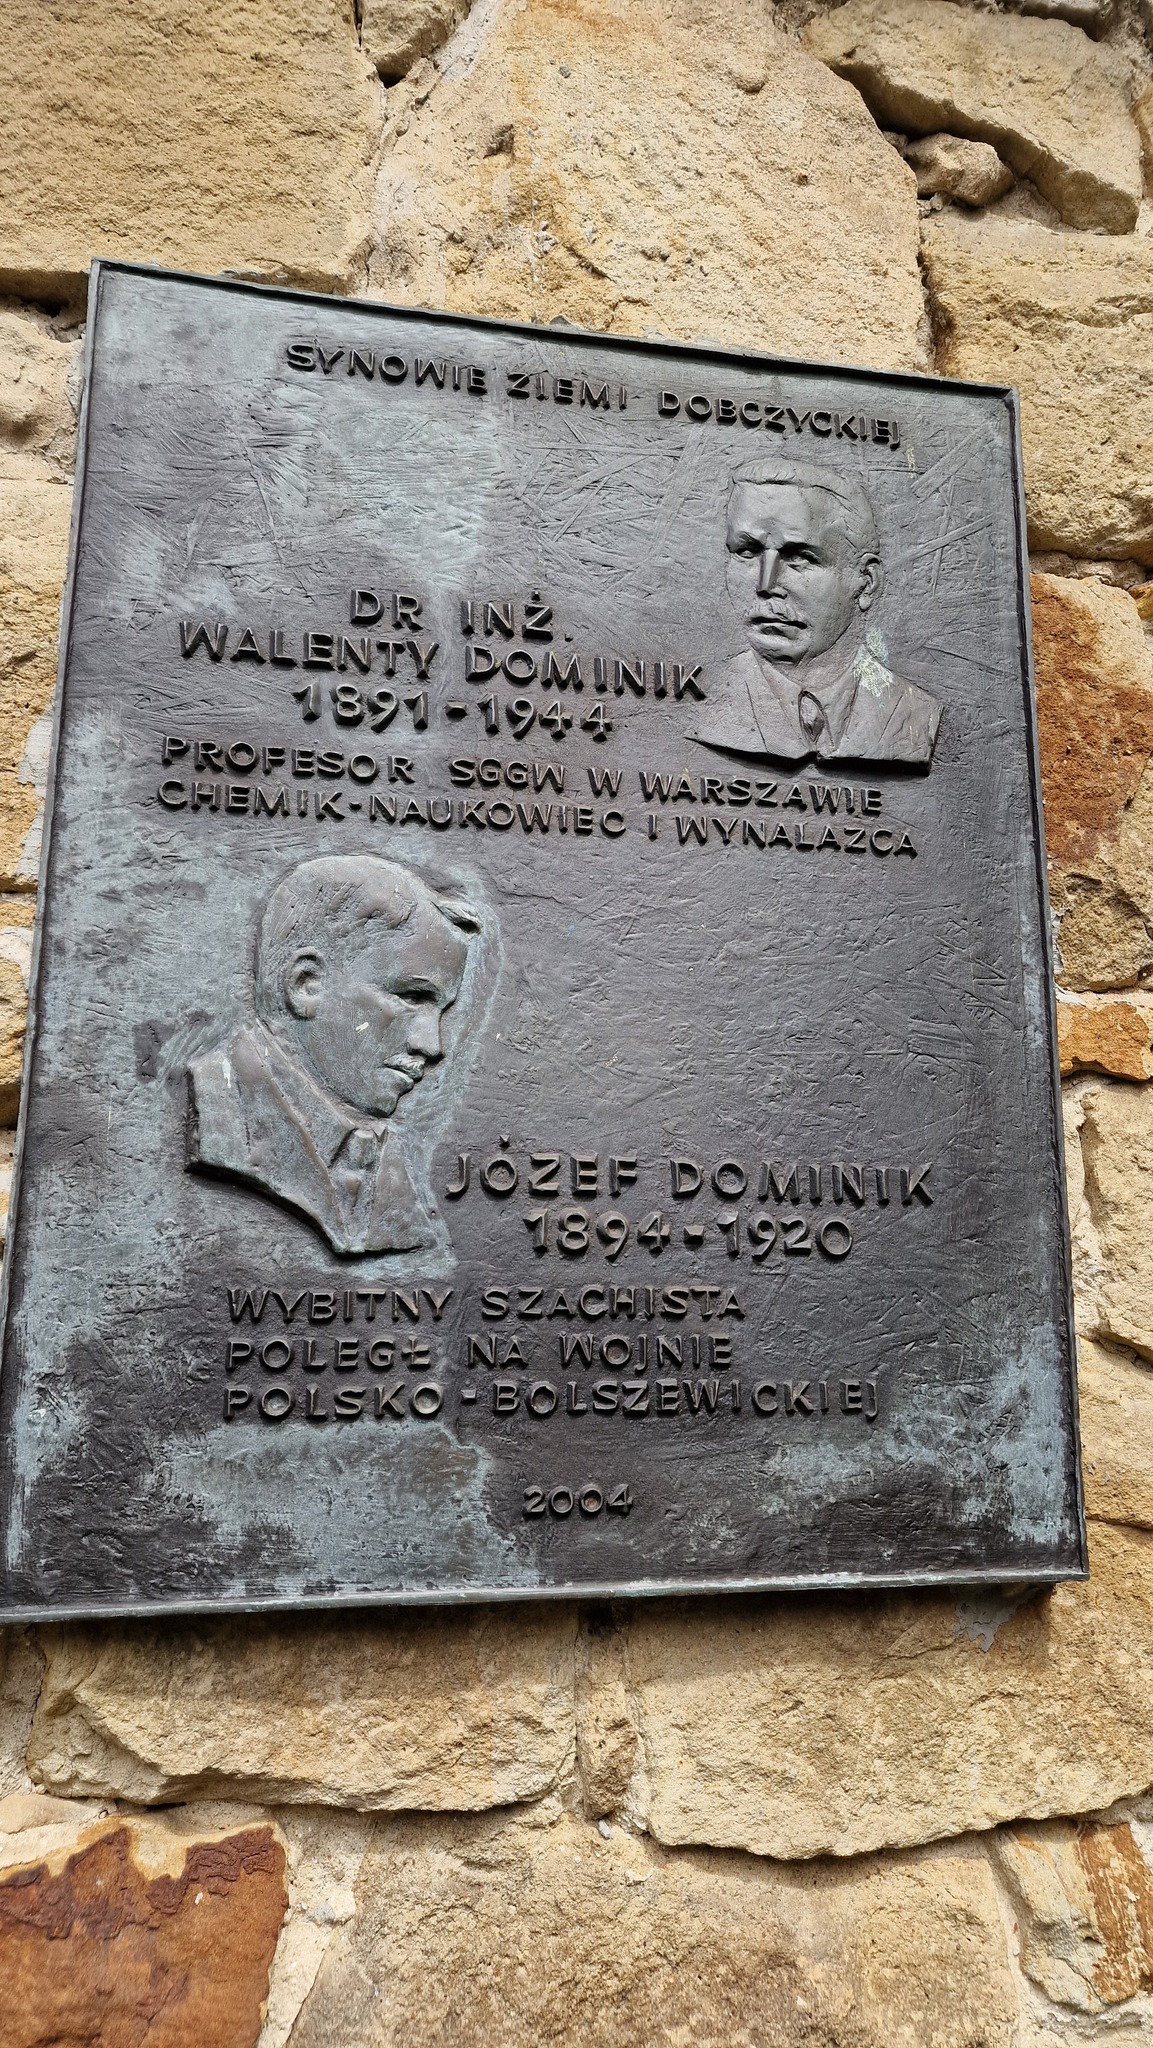 SYNOWIE ZIEMI DOBCZYCKIEJ
DR INŻ.
WALENTY DOMINIK
1891-1944
PROFESOR SGGW W WARSZAWIE
CHEMIK-NAUKOWIEC I WYNALAZCA
JÓZEF DOMINIK
1894-1920
WYBITNY SZACHISTA
POLEGŁ NA WOJNIE
POLSKO-BOLSZEWICKIEJ
2004